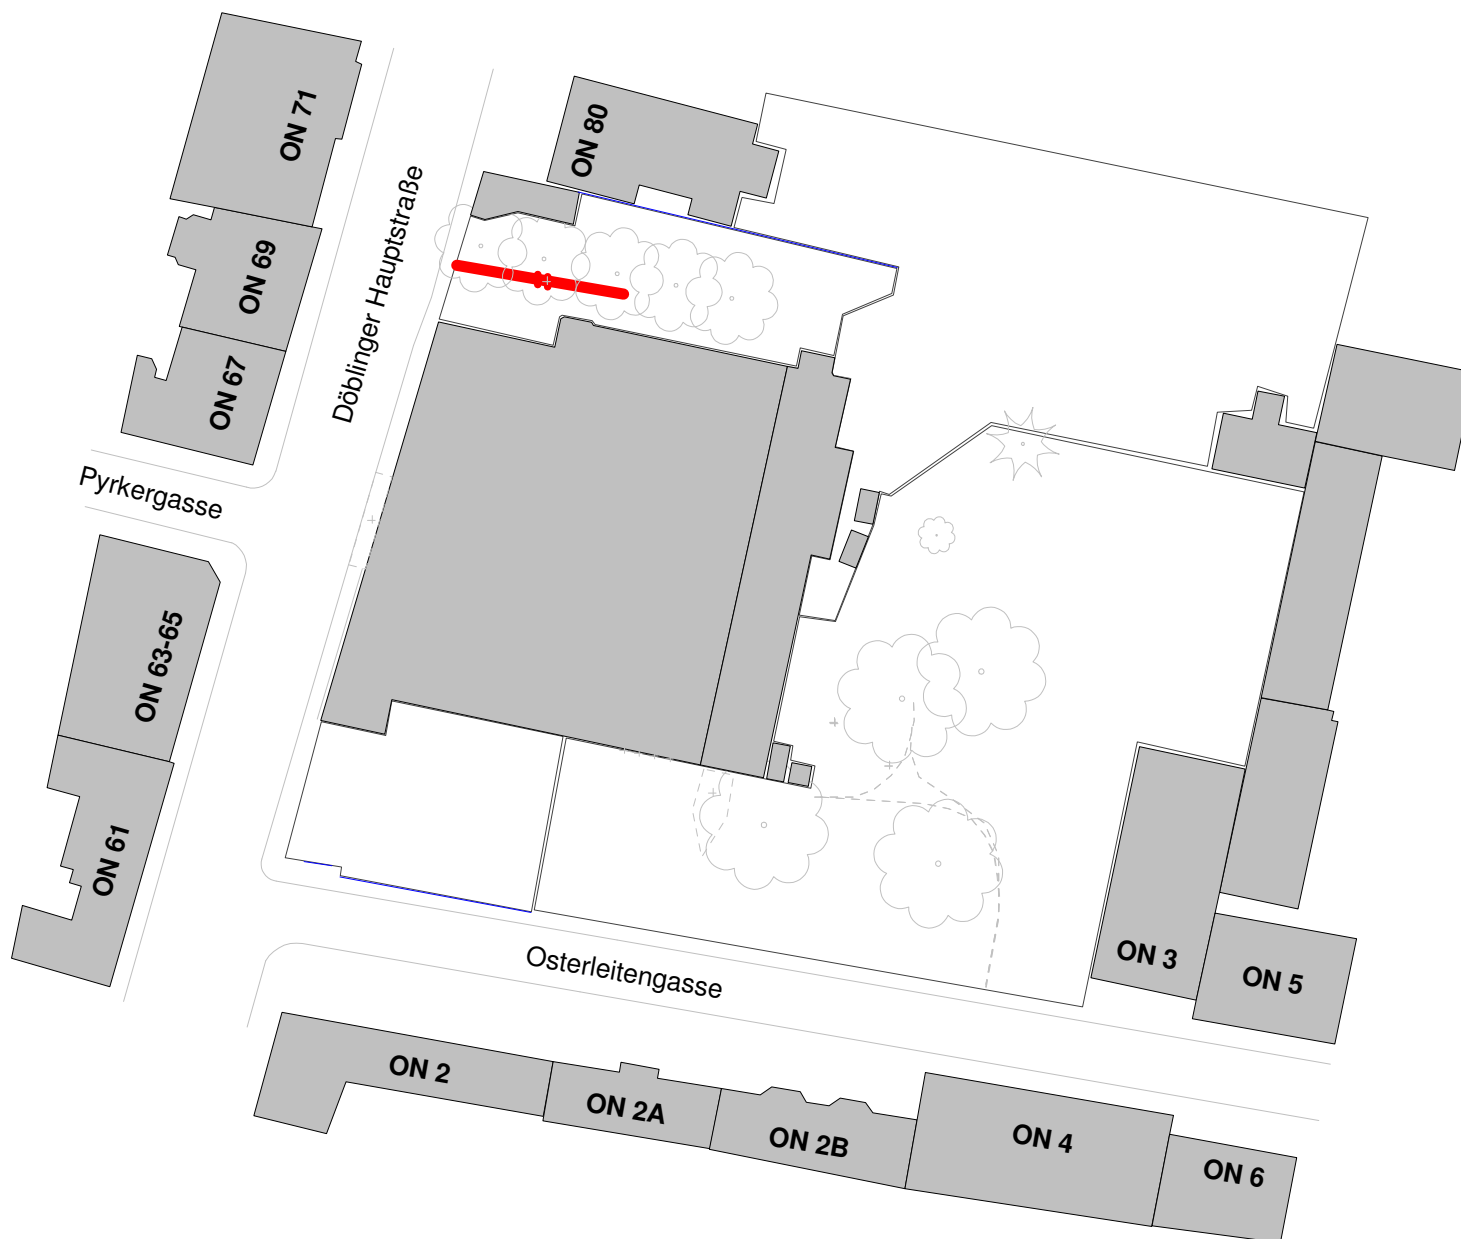 ON 71
ON 80
Döblinger Hauptstraße
ON 69
ON 67
Pyrkergasse
ON 63-65
ON 61
ON 3
ON 5
Osterleitengasse
ON 2
ON 2A
ON 2B
ON 4
ON 6